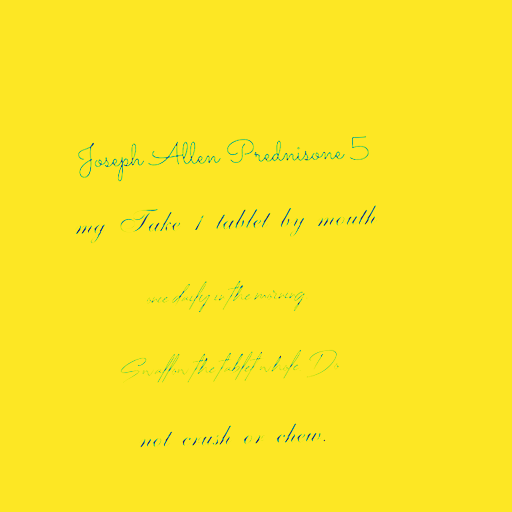 Joseph Allen Prednisone 5
mg Take 1 tablet by mouth
once daily in the morning
Swallow the tablet whole Do
not crush or chew.